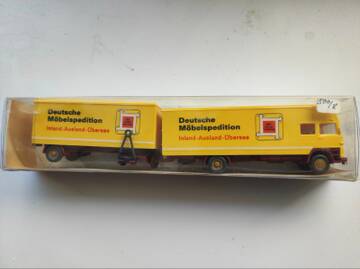 Deutsche
Möbelspedition
Inland-Ausland-Übersee
Deutsche
Möbelspedition
Inland-Ausland-Übersee